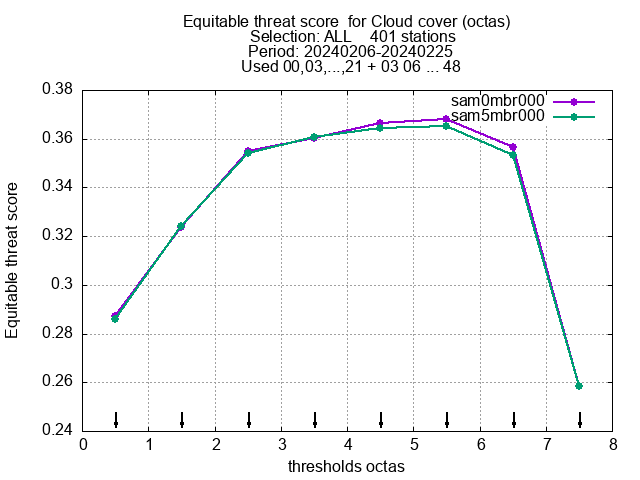 Equitable threat score  for Cloud cover (octas)
Selection: ALL    401 stations
Period: 20240206-20240225
Used 00,03,...,21 + 03 06 ... 48
sam0mbr000
sam5mbr000
Equitable threat score
0.38
0.36
0.34
0.32
0.3
0.28
0.26
0.24
0 1 2 3 4 5 6 7 8
thresholds octas